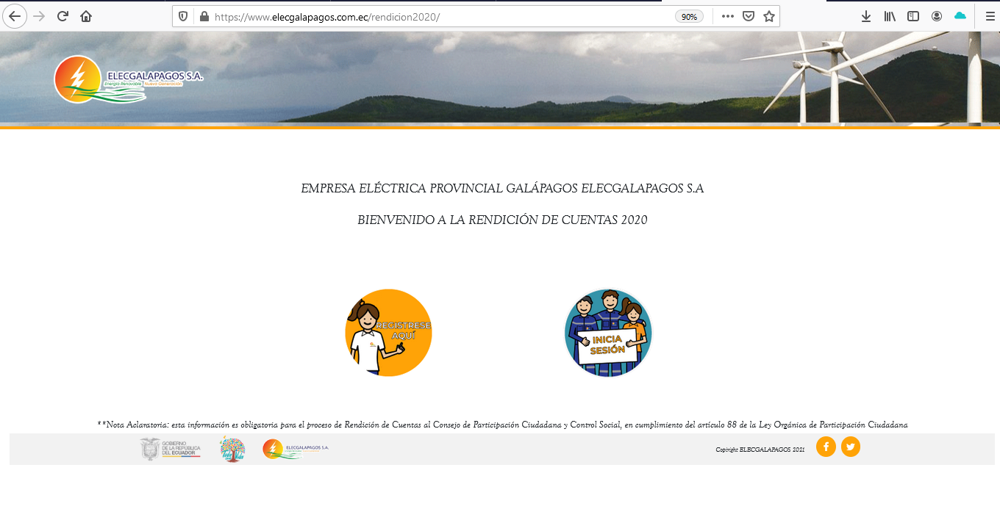 https://www.elecgalapagos.com.ec/rendicion2020/
90%
ELECGALAPAGOS S.A.
Energía Renovable Nueva Generación
EMPRESA ELÉCTRICA PROVINCIAL GALÁPAGOS ELECGALAPAGOS S.A
BIENVENIDO A LA RENDICIÓN DE CUENTAS 2020
REGISTRESE
AQUÍ
INICIA
SESIÓN
**Nota Aclaratoria: esta información es obligatoria para el proceso de Rendición de Cuentas al Consejo de Participación Ciudadana y Control Social, en cumplimiento del artículo 88 de la Ley Orgánica de Participación Ciudadana
GOBIERNO
DE LA REPÚBLICA
DEL ECUADOR
Toda una
Vida
ELECGALAPAGOS S.A.
Copiright ELECGALAPAGOS 2021